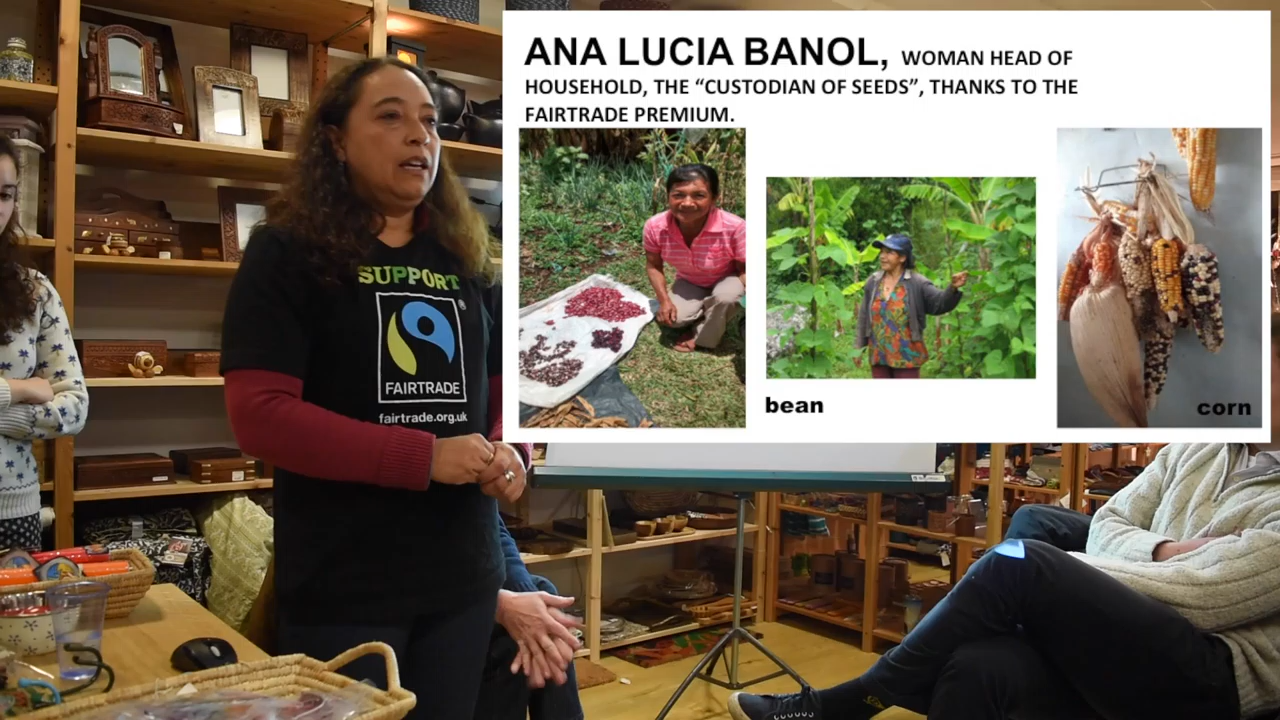 ANA LUCIA BANOL, WOMAN HEAD OF
HOUSEHOLD, THE “CUSTODIAN OF SEEDS”, THANKS TO THE
FAIRTRADE PREMIUM.
bean
corn
SUPPORT
®
FAIRTRADE
fairtrade.org.uk